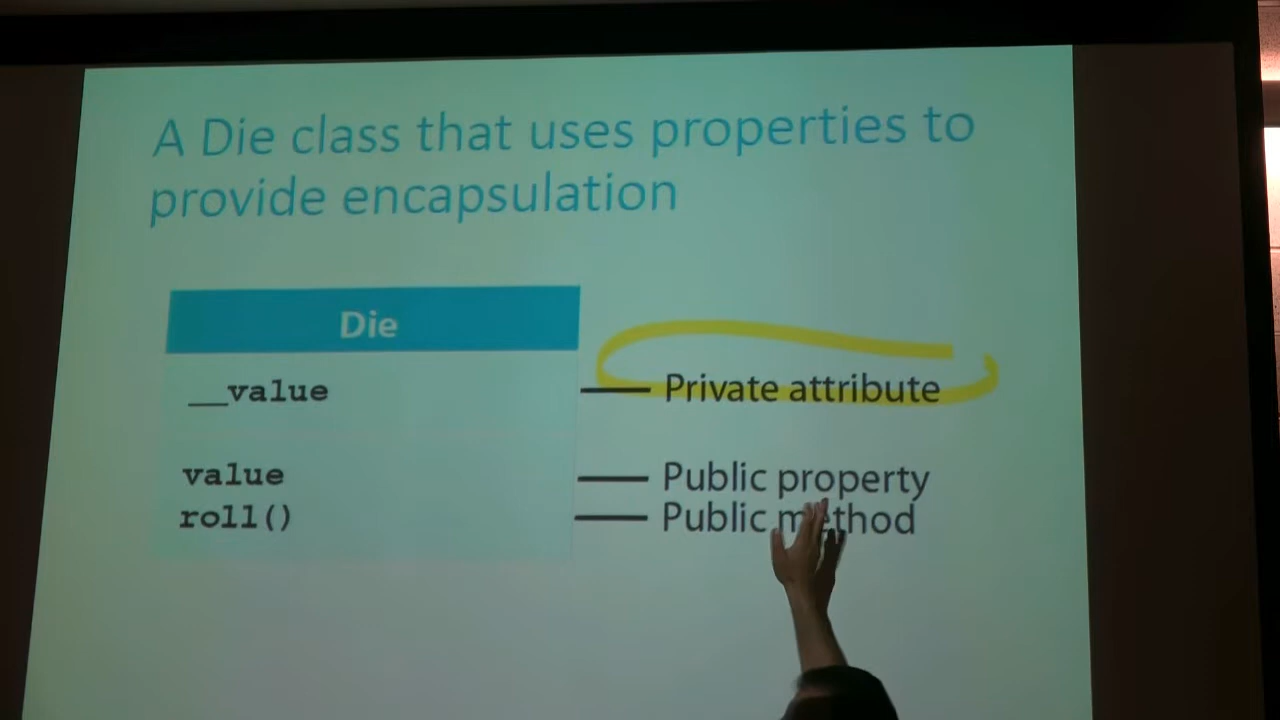 A Die class that uses properties to
provide encapsulation
Die
__value
Private attribute
value
Public property
roll()
Public method